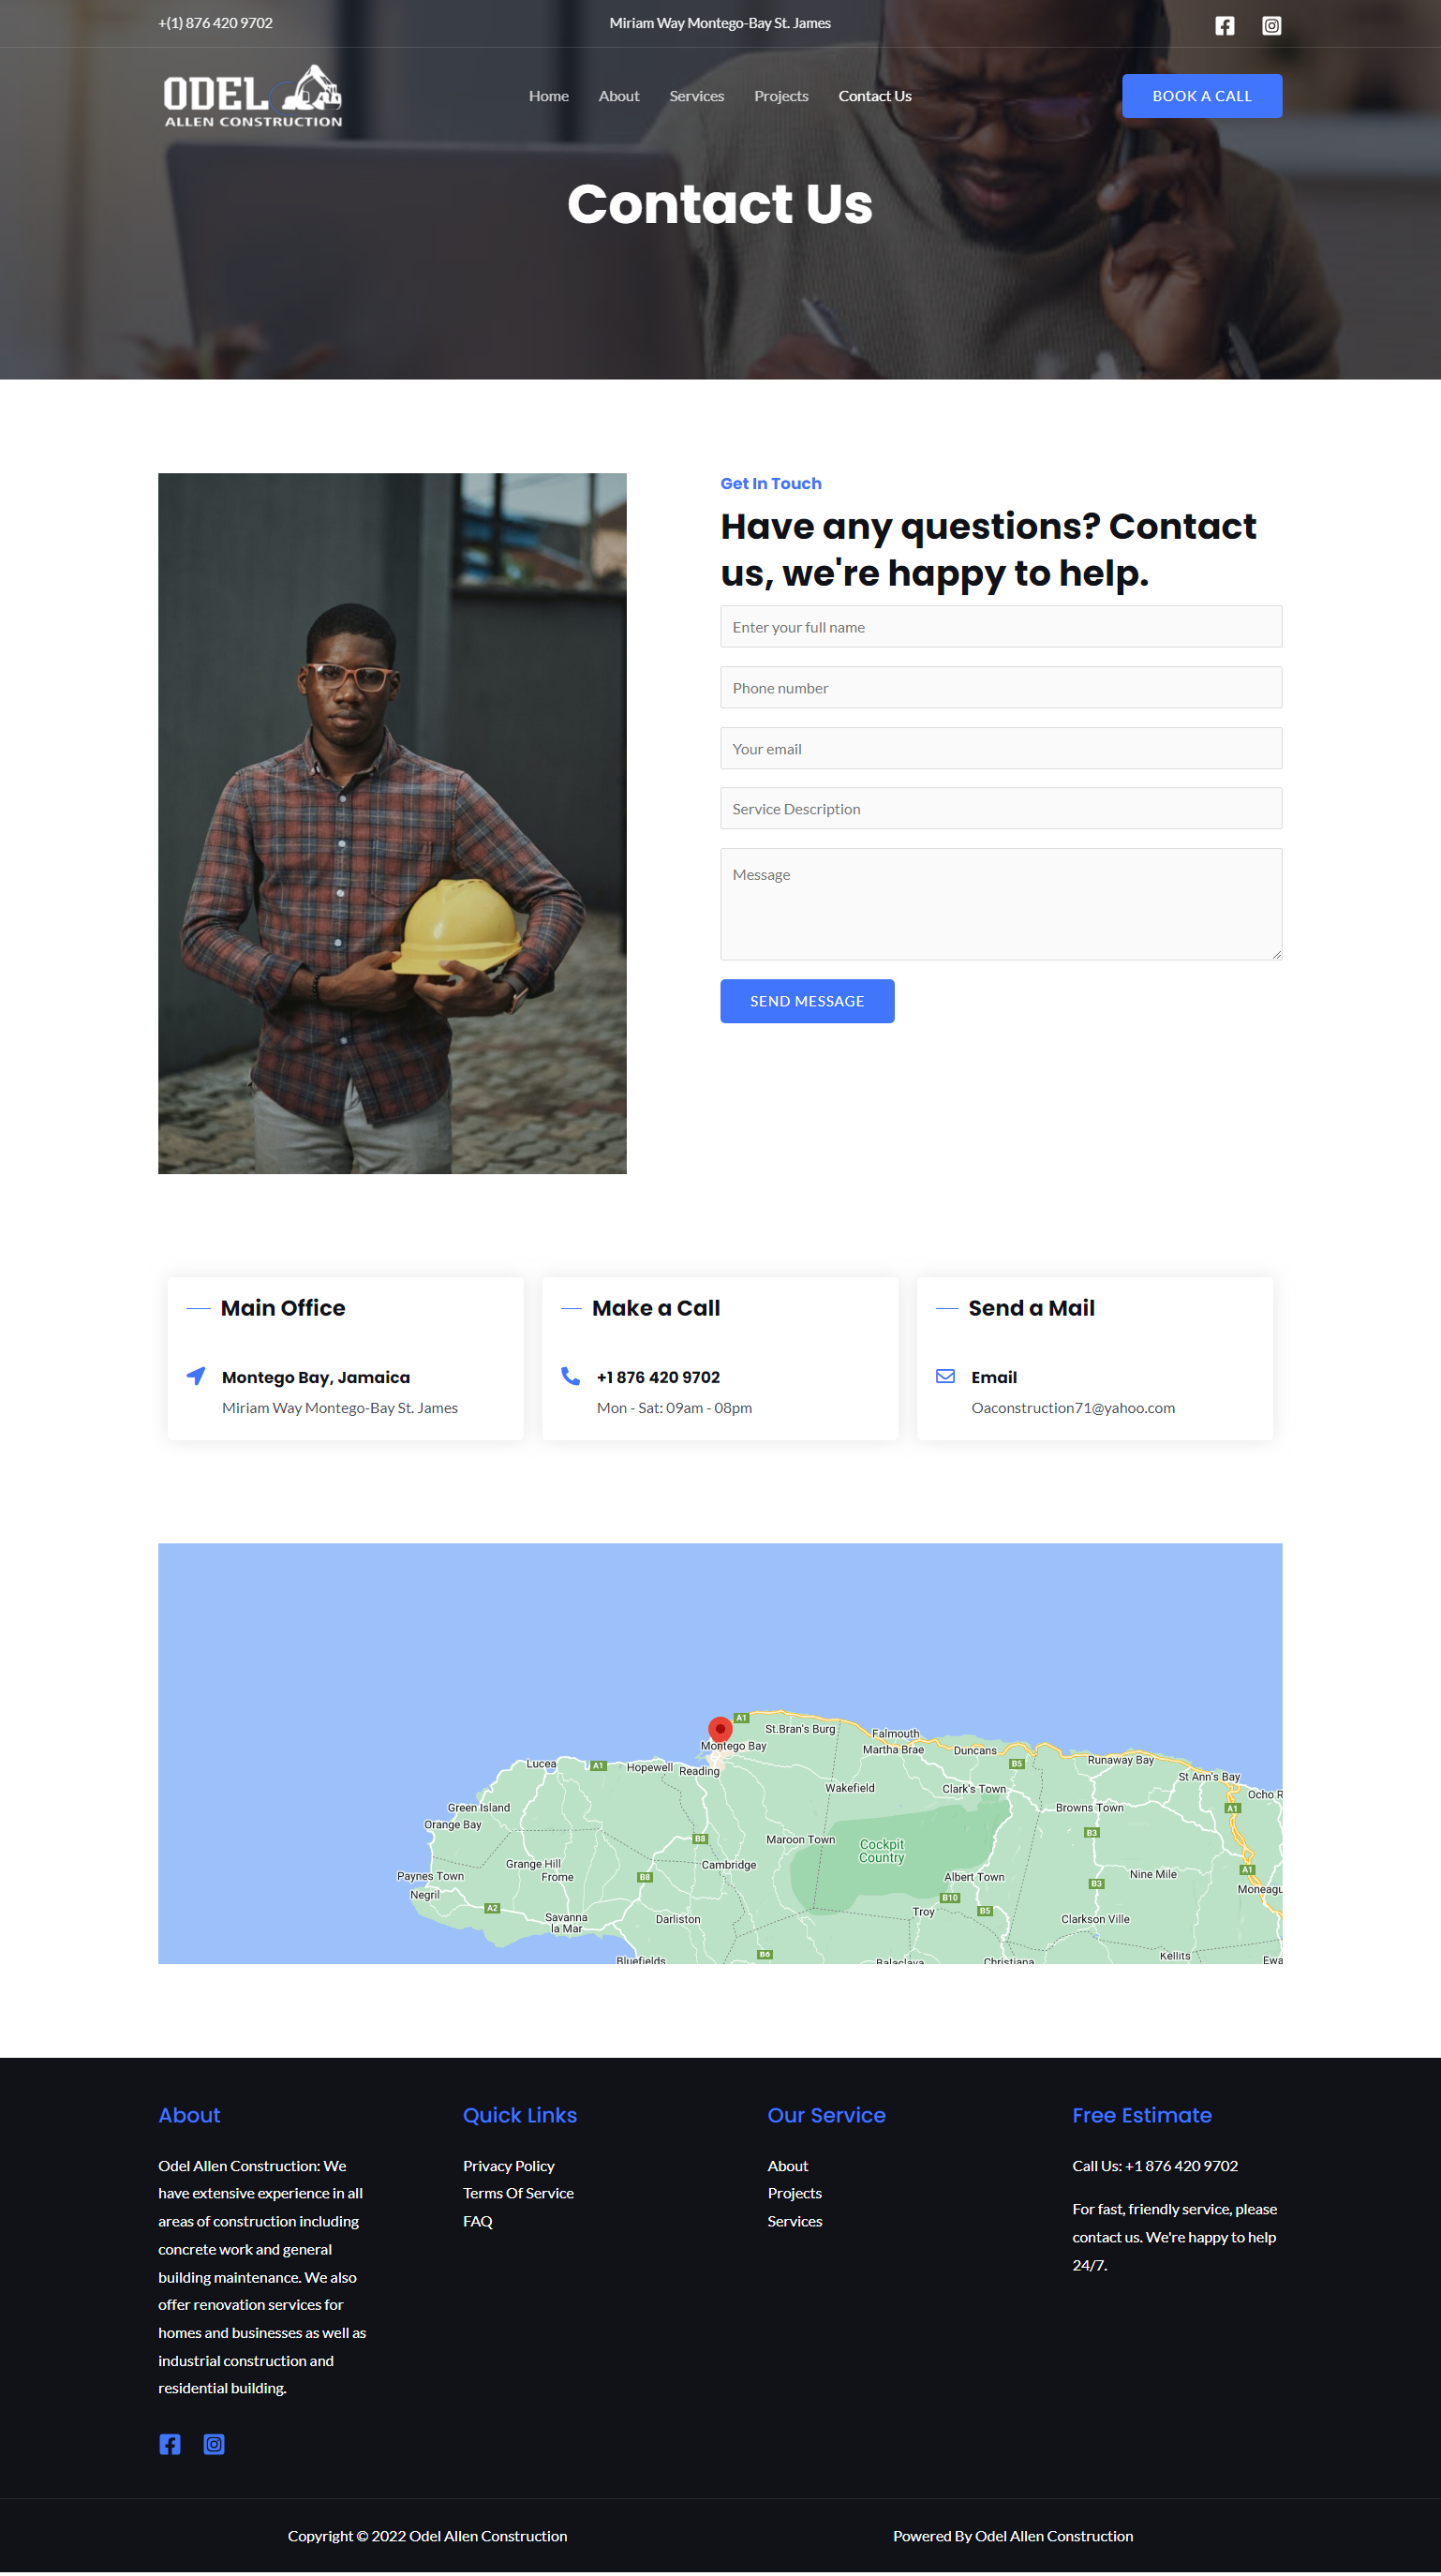 +(1) 876 420 9702
Miriam Way Montego-Bay St. James
ODEL
ALLEN CONSTRUCTION
Home
About
Services
Projects
Contact Us
BOOK A CALL
Contact Us
Get In Touch
Have any questions? Contact
us, we're happy to help.
Enter your full name
Phone number
Your email
Service Description
Message
SEND MESSAGE
Main Office
Montego Bay, Jamaica
Miriam Way Montego-Bay St. James
Make a Call
+1 876 420 9702
Mon - Sat: 09am - 08pm
Send a Mail
Email
Oaconstruction71@yahoo.com
A1
St.Bran's Burg
Falmouth
Montego Bay
Martha Brae
Duncans
Runaway Bay
Lucea
A1
Hopewell
Reading
B5
St Ann's Bay
Wakefield
Clark's Town
Ocho R
Green Island
Browns Town
A1
Orange Bay
B8
Maroon Town
Cockpit
Country
B3
Grange Hill
Cambridge
A1
Paynes Town
Frome
B8
Albert Town
Nine Mile
B3
Negril
B10
Moneagu
A2
Savanna
la Mar
Darliston
Troy
B5
Clarkson Ville
Bluefields
B6
Balaclava
Christiana
Kellits
Ewa
About
Odel Allen Construction: We
have extensive experience in all
areas of construction including
concrete work and general
building maintenance. We also
offer renovation services for
homes and businesses as well as
industrial construction and
residential building.
Quick Links
Privacy Policy
Terms Of Service
FAQ
Our Service
About
Projects
Services
Free Estimate
Call Us: +1 876 420 9702
For fast, friendly service, please
contact us. We're happy to help
24/7.
Copyright © 2022 Odel Allen Construction
Powered By Odel Allen Construction